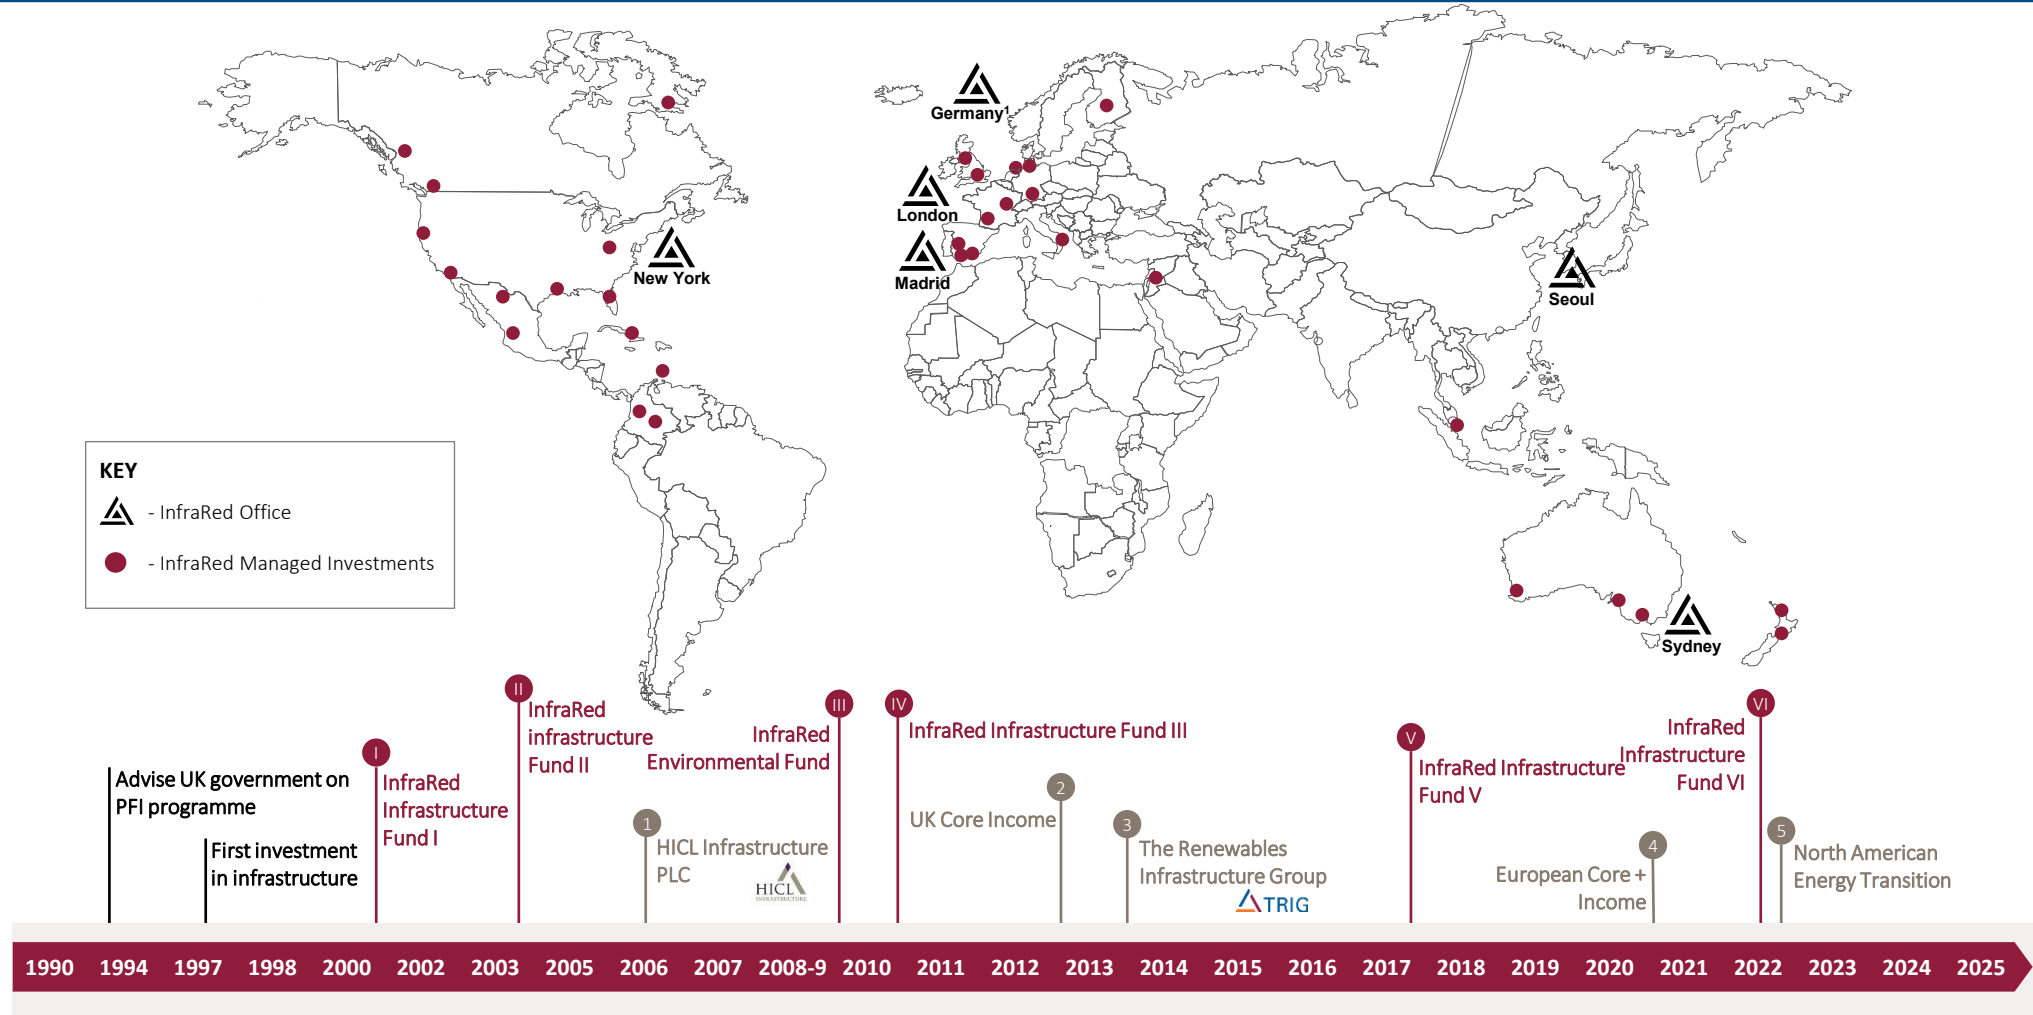 Germany¹
London
New York
Madrid
Seoul
KEY
- InfraRed Office
- InfraRed Managed Investments
Sydney
II
InfraRed
infrastructure
Fund II
III
InfraRed
Environmental Fund
IV
InfraRed Infrastructure Fund III
VI
InfraRed
Infrastructure
Fund VI
V
InfraRed Infrastructure
Fund V
I
InfraRed
Infrastructure
Fund I
Advise UK government on
PFI programme
First investment
in infrastructure
1
HICL Infrastructure
PLC
HICL
INFRASTRUCTURE
2
UK Core Income
3
The Renewables
Infrastructure Group
TRIG
4
European Core +
Income
5
North American
Energy Transition
1990 1994 1997 1998 2000 2002 2003 2005 2006 2007 2008-9 2010 2011 2012 2013 2014 2015 2016 2017 2018 2019 2020 2021 2022 2023 2024 2025